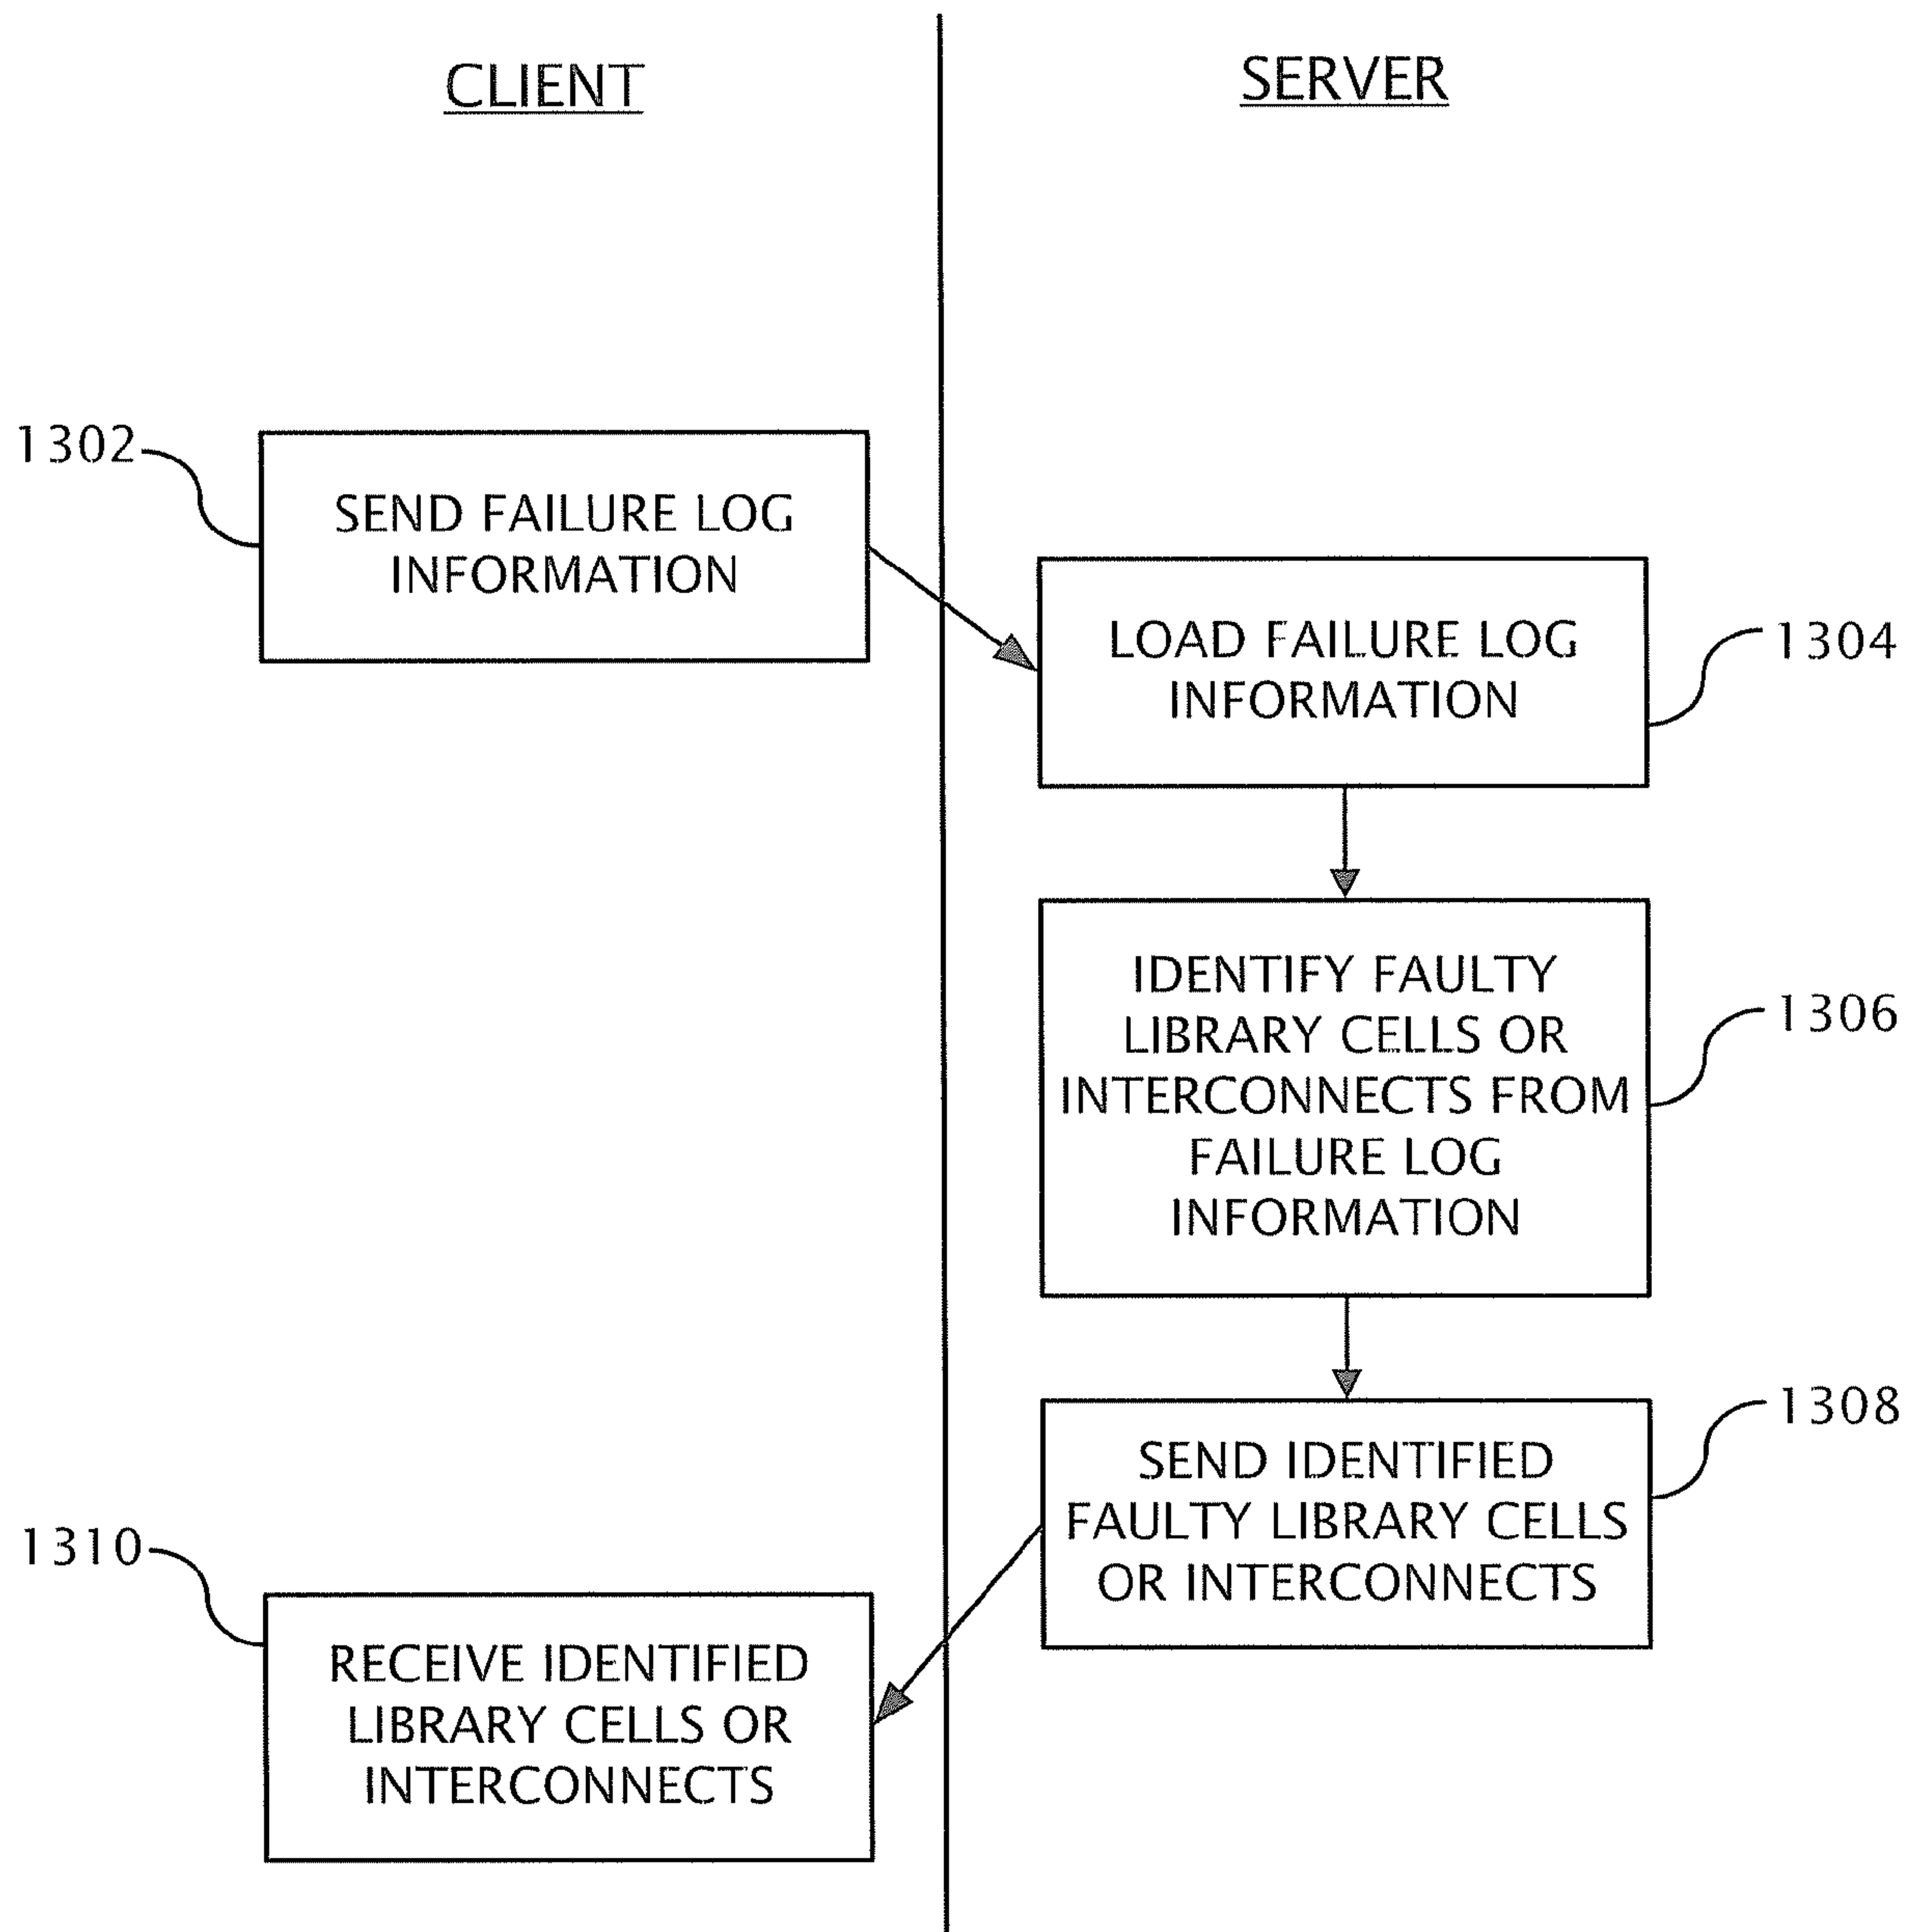 CLIENT
SERVER
1302
SEND FAILURE LOG
INFORMATION
LOAD FAILURE LOG
INFORMATION
1304
IDENTIFY FAULTY
LIBRARY CELLS OR
INTERCONNECTS FROM
FAILURE LOG
INFORMATION
1306
SEND IDENTIFIED
FAULTY LIBRARY CELLS
OR INTERCONNECTS
1308
1310
RECEIVE IDENTIFIED
LIBRARY CELLS OR
INTERCONNECTS